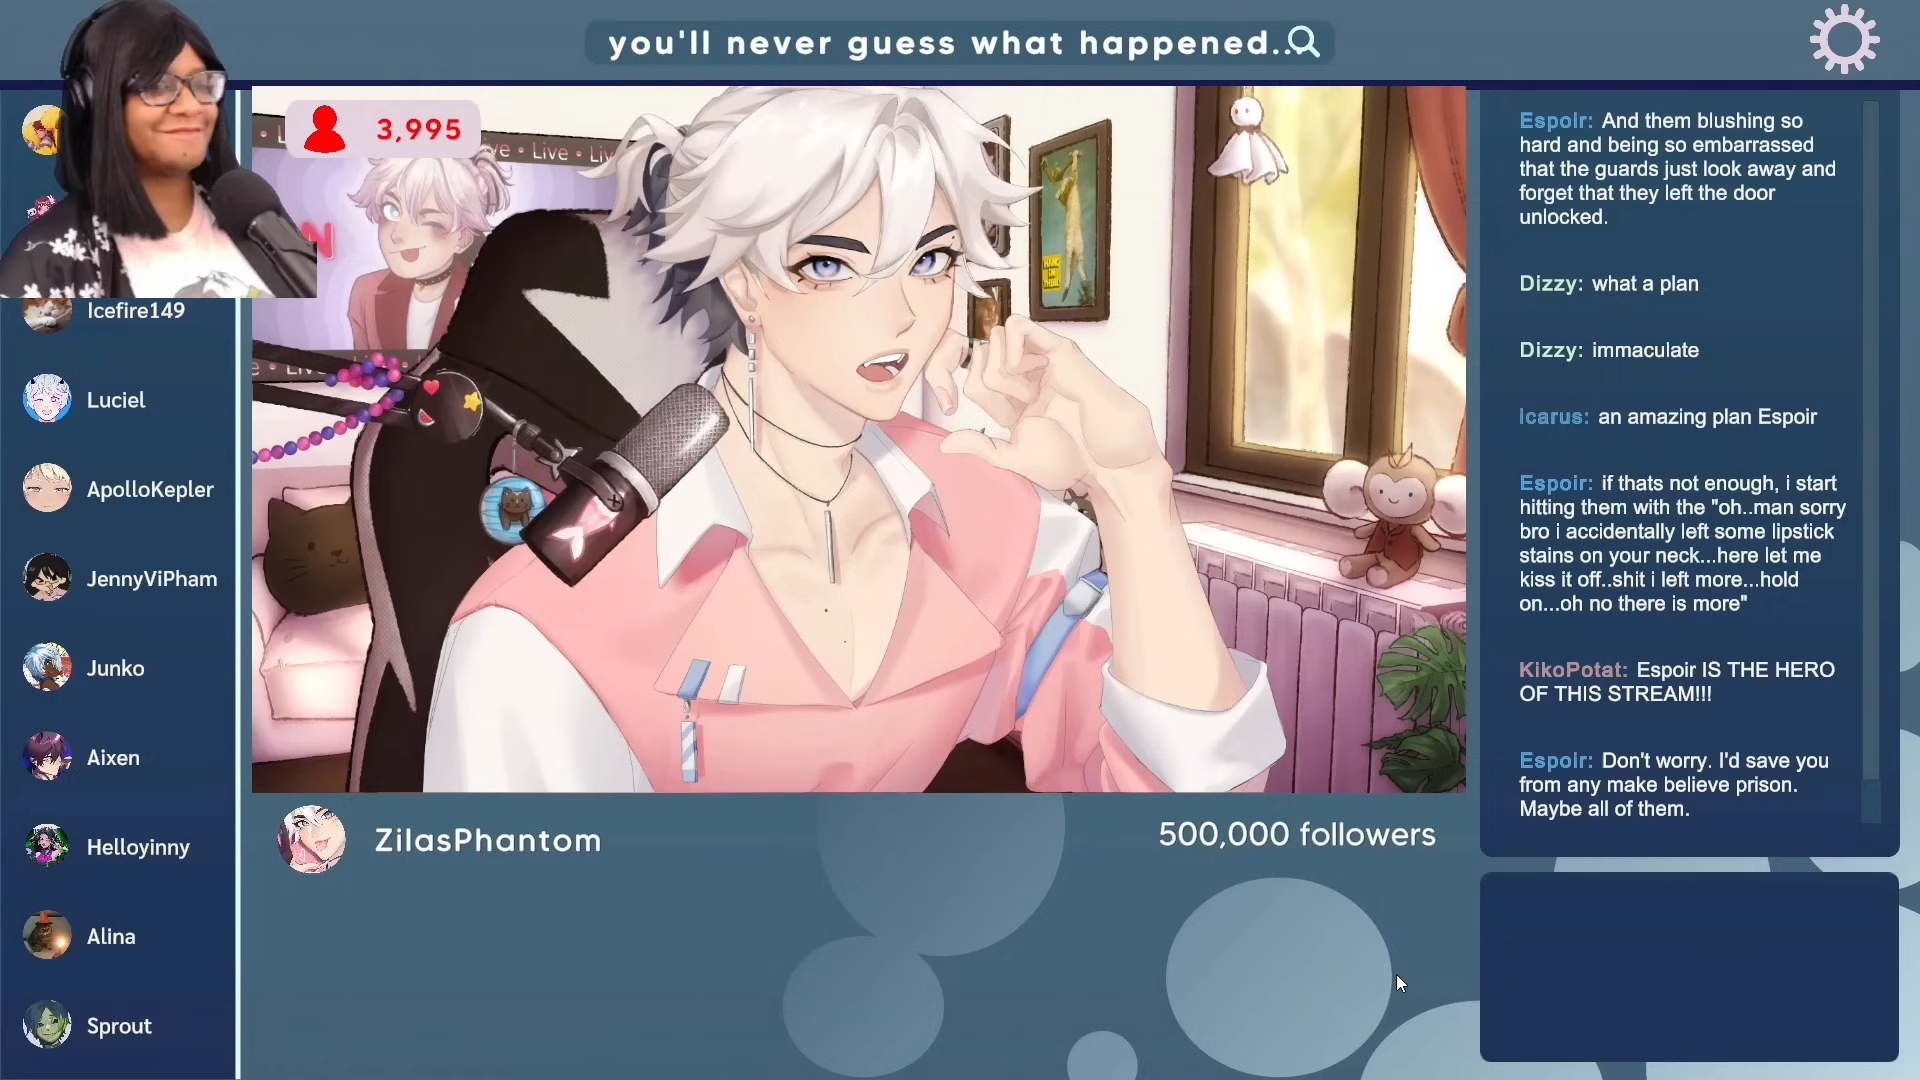 you'll never guess what happened..
3,995
Live • Live • Liv
N
HANG
IN
THERE!
Icefire149
Luciel
ApolloKepler
JennyViPham
Junko
Aixen
Helloyinny
Alina
Sprout
ZilasPhantom
500,000 followers
Espoir: And them blushing so
hard and being so embarrassed
that the guards just look away and
forget that they left the door
unlocked.
Dizzy: what a plan
Dizzy: immaculate
Icarus: an amazing plan Espoir
Espoir: if thats not enough, i start
hitting them with the "oh..man sorry
bro i accidentally left some lipstick
stains on your neck...here let me
kiss it off..shit i left more...hold
on...oh no there is more"
KikoPotat: Espoir IS THE HERO
OF THIS STREAM!!!
Espoir: Don't worry. I'd save you
from any make believe prison.
Maybe all of them.